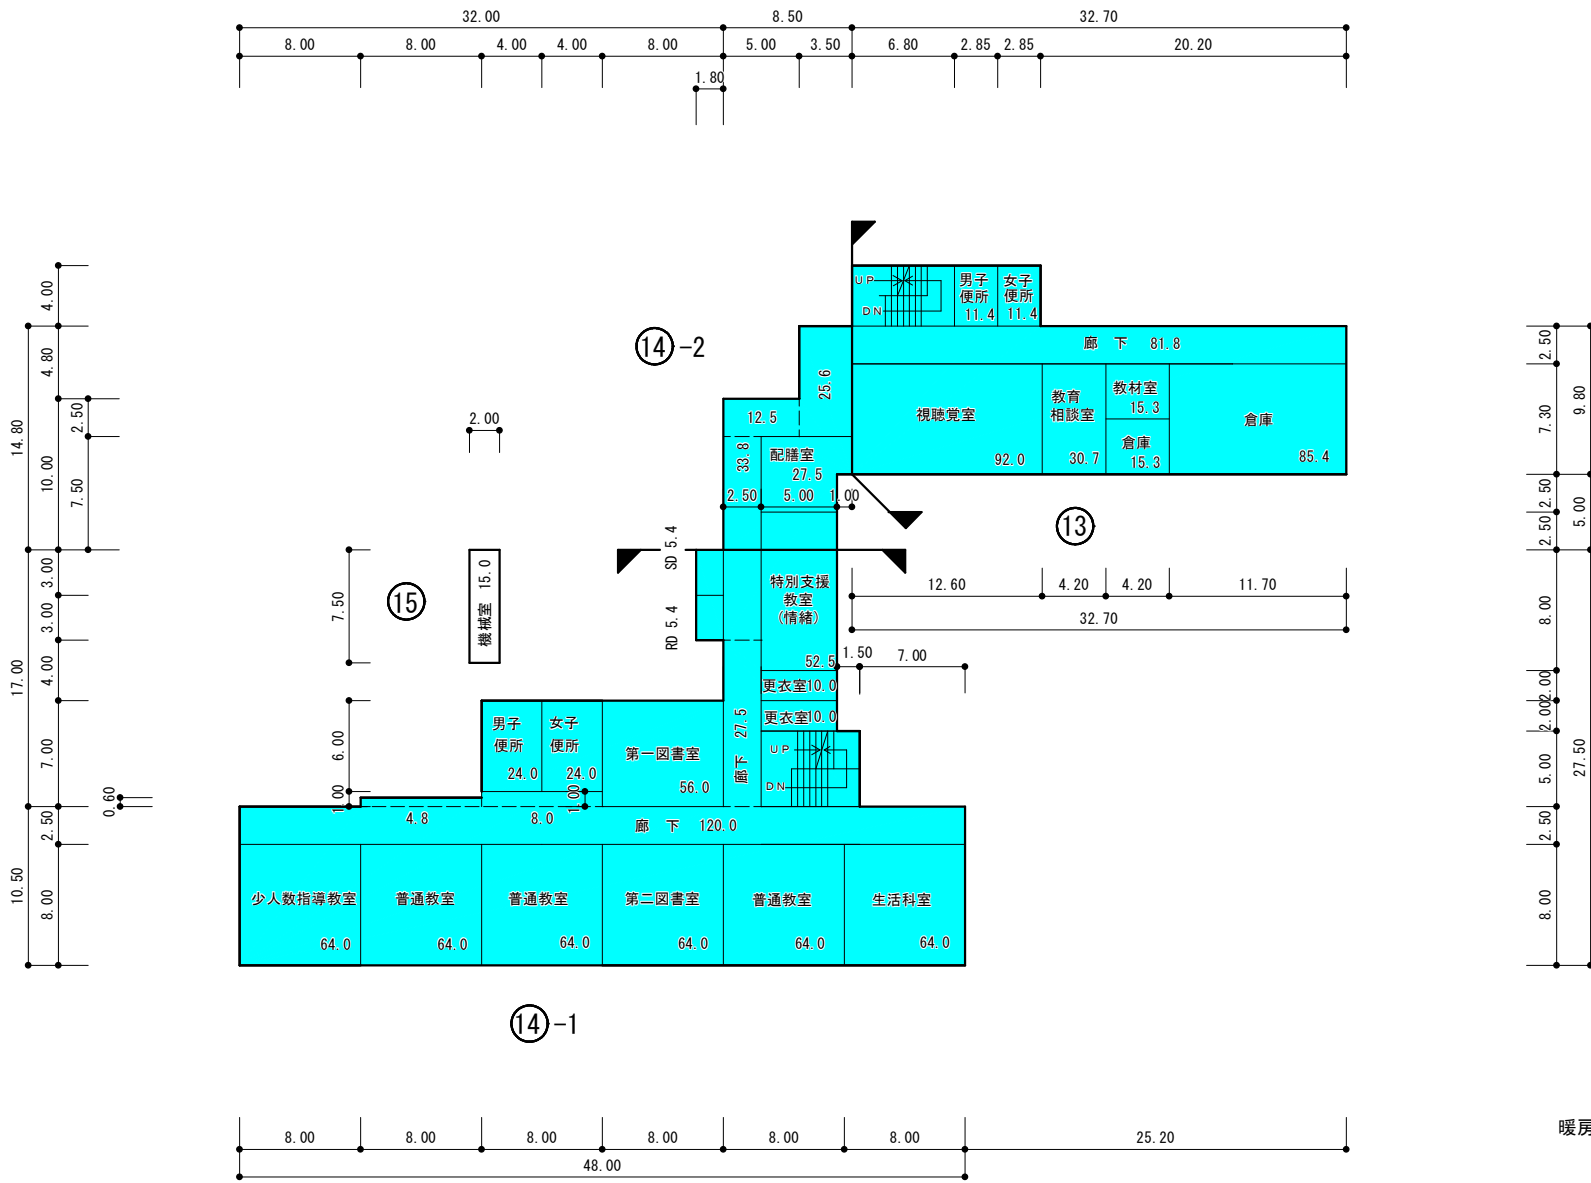 32.00
8.50
32.70
8.00
8.00
4.00
4.00
8.00
5.00
3.50
6.80
2.85
2.85
20.20
1.80
UP
DN
男子
便所
11.4
女子
便所
11.4
⑭-2
廊 下 81.8
25.6
視聴覚室
92.0
教育
相談室
30.7
教材室
15.3
倉庫
15.3
倉庫
85.4
12.5
33.8
配膳室
27.5
2.50
5.00
1.00
2.00
⑬
4.00
4.80
14.80
2.50
10.00
7.50
3.00
3.00
17.00
4.00
7.00
0.60
2.50
10.50
8.00
7.50
6.00
1.00
⑮
機械室 15.0
SD 5.4
RD 5.4
特別支援
教室
(情緒)
52.5
12.60
4.20
4.20
11.70
32.70
1.50
7.00
更衣室10.0
更衣室10.0
UP
DN
男子
便所
24.0
女子
便所
24.0
第一図書室
56.0
廊下 27.5
1.00
4.8
8.0
廊 下 120.0
少人数指導教室
64.0
普通教室
64.0
普通教室
64.0
第二図書室
64.0
普通教室
64.0
生活科室
64.0
⑭-1
2.50
9.80
7.30
2.50
2.50
5.00
8.00
2.00
2.00
27.50
5.00
2.50
8.00
8.00
8.00
8.00
8.00
8.00
8.00
25.20
48.00
暖房